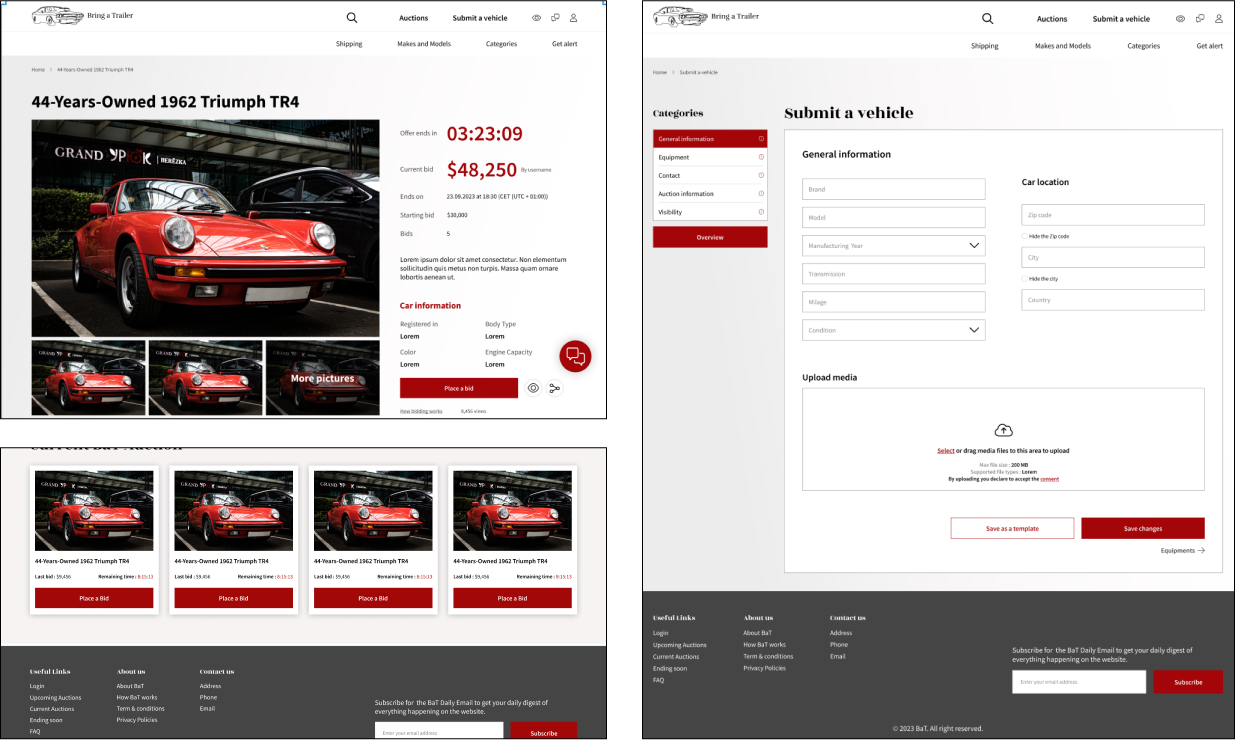 Bring a Trailer
Auctions
Submit a vehicle
Shipping
Makes and Models
Categories
Get alert
Home > 44-Years-Owned 1962 Triumph TR4
44-Years-Owned 1962 Triumph TR4
GRAND УРЮК | BERЁZKA
Offer ends in 03:23:09
Current bid $48,250 By username
Ends on 23.09.2023 at 18:30 (CET (UTC + 01:00))
Starting bid $30,000
Bids 5
Lorem ipsum dolor sit amet consectetur. Non elementum
sollicitudin quis metus non turpis. Massa quam ornare
lobortis aenean ut.
Car information
Registered in Body Type
Lorem Lorem
Color Engine Capacity
Lorem Lorem
More pictures
Place a bid
How bidding works 8,456 views
Current BaT Auction
44-Years-Owned 1962 Triumph TR4
Last bid : $9,456 Remaining time : 8:15:13
Place a Bid
44-Years-Owned 1962 Triumph TR4
Last bid : $9,456 Remaining time : 8:15:13
Place a Bid
44-Years-Owned 1962 Triumph TR4
Last bid : $9,456 Remaining time : 8:15:13
Place a Bid
44-Years-Owned 1962 Triumph TR4
Last bid : $9,456 Remaining time : 8:15:13
Place a Bid
Useful Links
Login
Upcoming Auctions
Current Auctions
Ending soon
FAQ
About us
About BaT
How BaT works
Term & conditions
Privacy Policies
Contact us
Address
Phone
Email
Subscribe for the BaT Daily Email to get your daily digest of
everything happening on the website.
Enter your email address
Subscribe
Bring a Trailer
Auctions
Submit a vehicle
Shipping
Makes and Models
Categories
Get alert
Home > Submit a vehicle
Categories
General information
Equipment
Contact
Auction information
Visibility
Overview
Submit a vehicle
General information
Brand
Model
Manufacturing Year
Transmission
Milage
Condition
Car location
Zip code
Hide the Zip code
City
Hide the city
Country
Upload media
Select or drag media files to this area to upload
Max file size : 200 MB
Supported file types : Lorem
By uploading you declare to accept the consent
Save as a template
Save changes
Equipments
Useful Links
Login
Upcoming Auctions
Current Auctions
Ending soon
FAQ
About us
About BaT
How BaT works
Term & conditions
Privacy Policies
Contact us
Address
Phone
Email
Subscribe for the BaT Daily Email to get your daily digest of
everything happening on the website.
Enter your email address
Subscribe
© 2023 BaT. All right reserved.